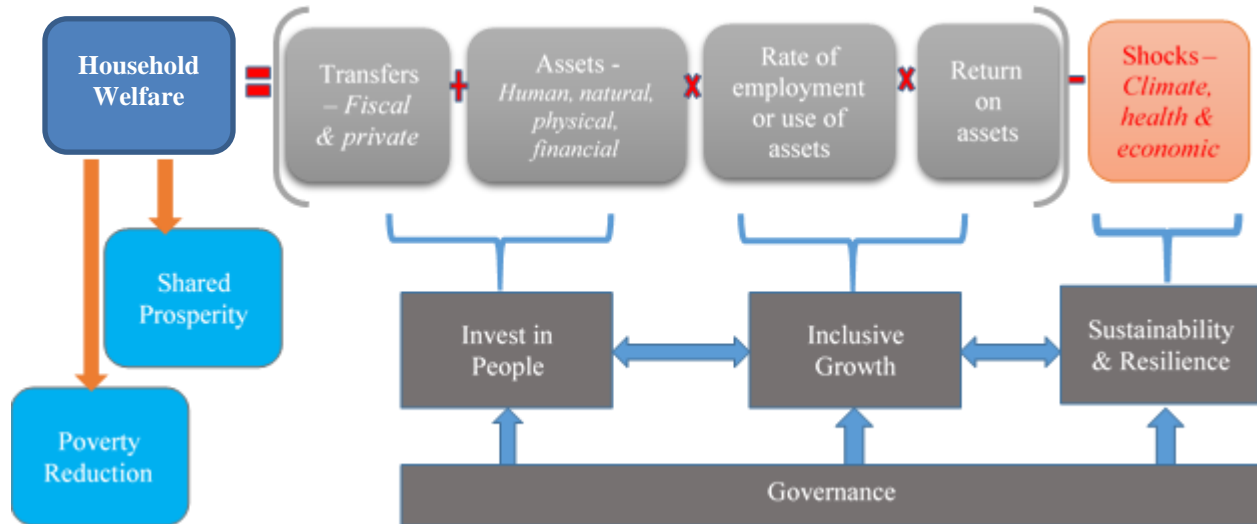 Household
Welfare
=
Transfers
– Fiscal
& private
+
Assets -
Human, natural,
physical,
financial
x
Rate of
employment
or use of
assets
x
Return
on
assets
-
Shocks –
Climate,
health &
economic
Shared
Prosperity
Poverty
Reduction
Invest in
People
Inclusive
Growth
Sustainability
& Resilience
Governance